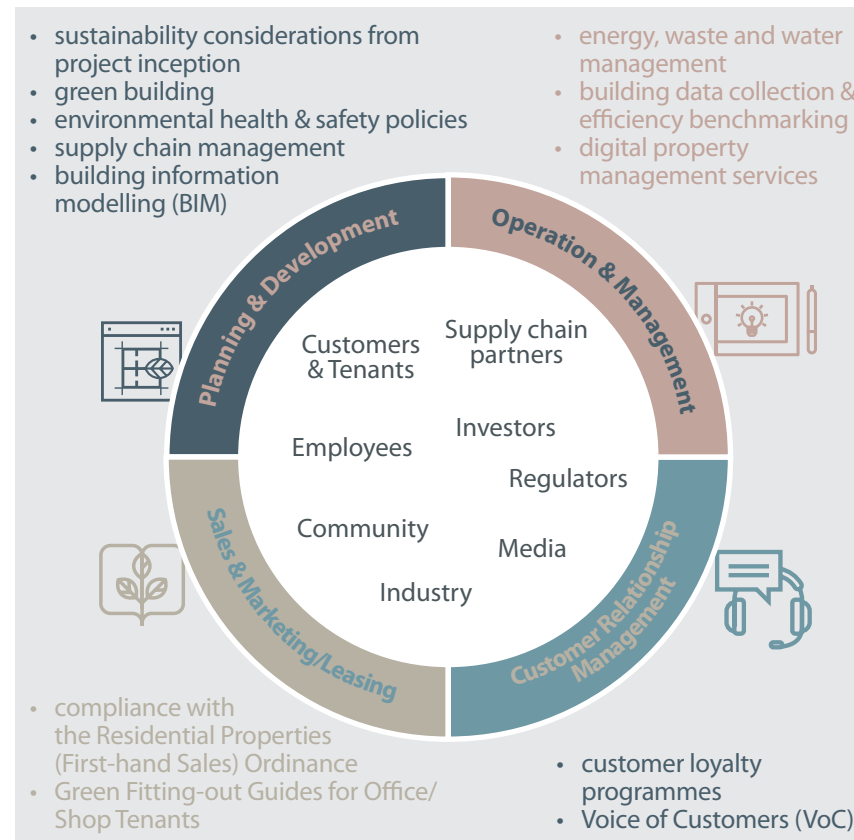 • sustainability considerations from
project inception
• green building
• environmental health & safety policies
• supply chain management
• building information
modelling (BIM)
• energy, waste and water
management
• building data collection &
efficiency benchmarking
• digital property
management services
Planning & Development
Operation & Management
Customers
& Tenants
Supply chain
partners
Investors
Employees
Regulators
Community
Media
Industry
Sales & Marketing/Leasing
Customer Relationship
Management
• compliance with
the Residential Properties
(First-hand Sales) Ordinance
• Green Fitting-out Guides for Office/
Shop Tenants
• customer loyalty
programmes
• Voice of Customers (VoC)